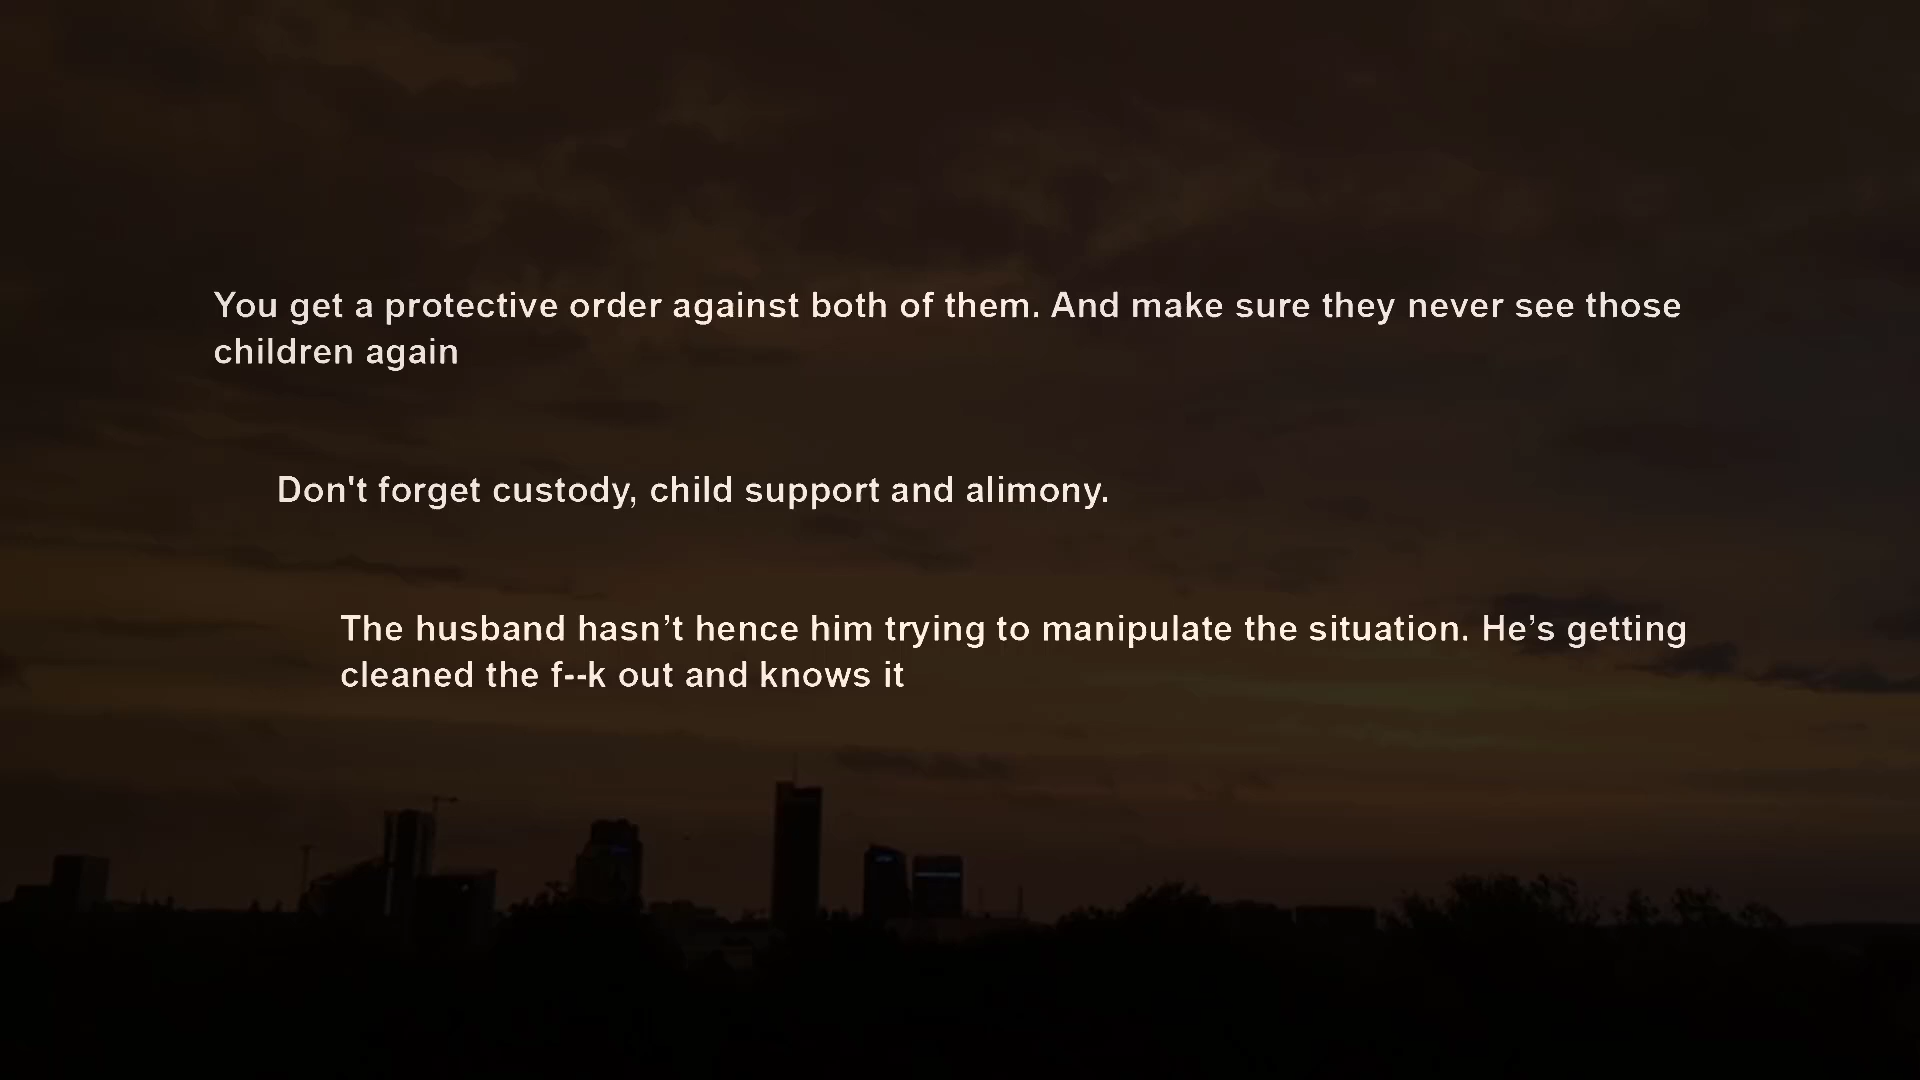 You get a protective order against both of them. And make sure they never see those
children again
Don't forget custody, child support and alimony.
The husband hasn’t hence him trying to manipulate the situation. He’s getting
cleaned the f--k out and knows it